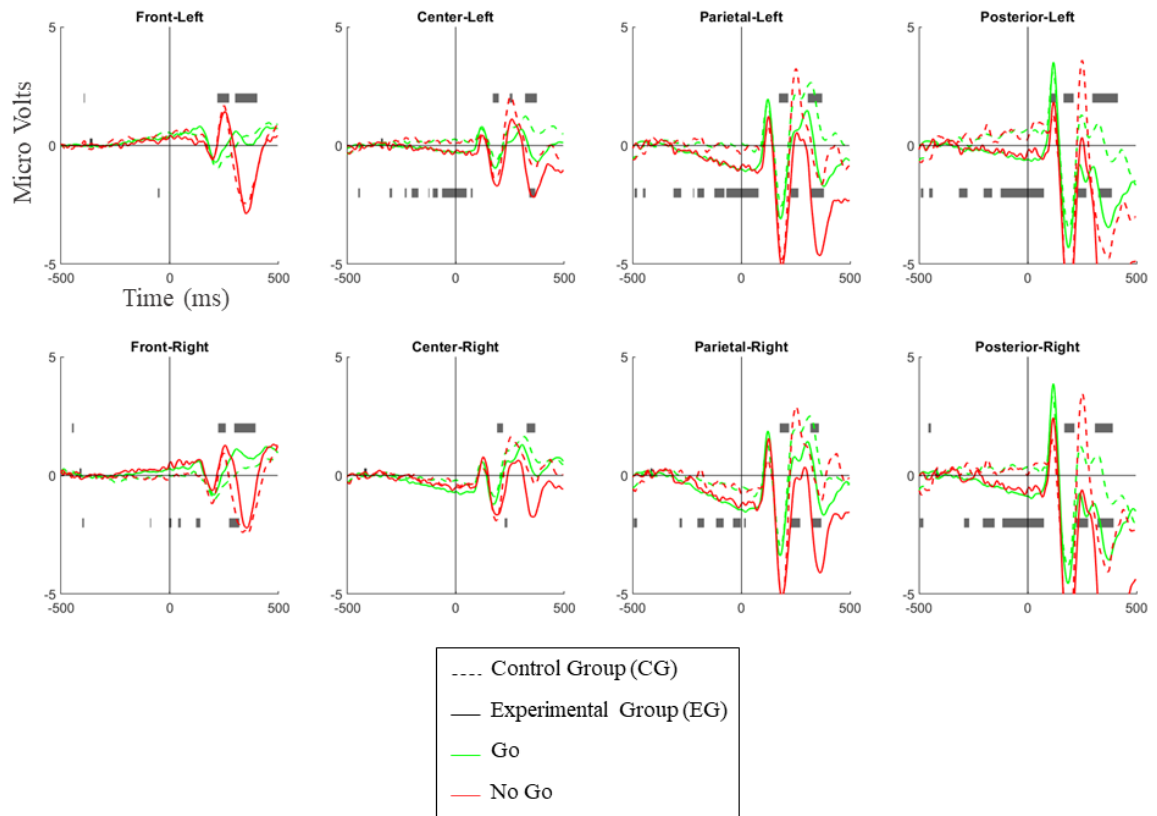 Front-Left
Center-Left
Parietal-Left
Posterior-Left
5 5 5 5
Micro Volts
0 0 0 0
-5 -5 -5 -5
-500 0 500 -500 0 500 -500 0 500 -500 0 500
Time (ms)
Front-Right
Center-Right
Parietal-Right
Posterior-Right
5 5 5 5
0 0 0 0
-5 -5 -5 -5
-500 0 500 -500 0 500 -500 0 500 -500 0 500
Control Group (CG)
Experimental Group (EG)
Go
No Go